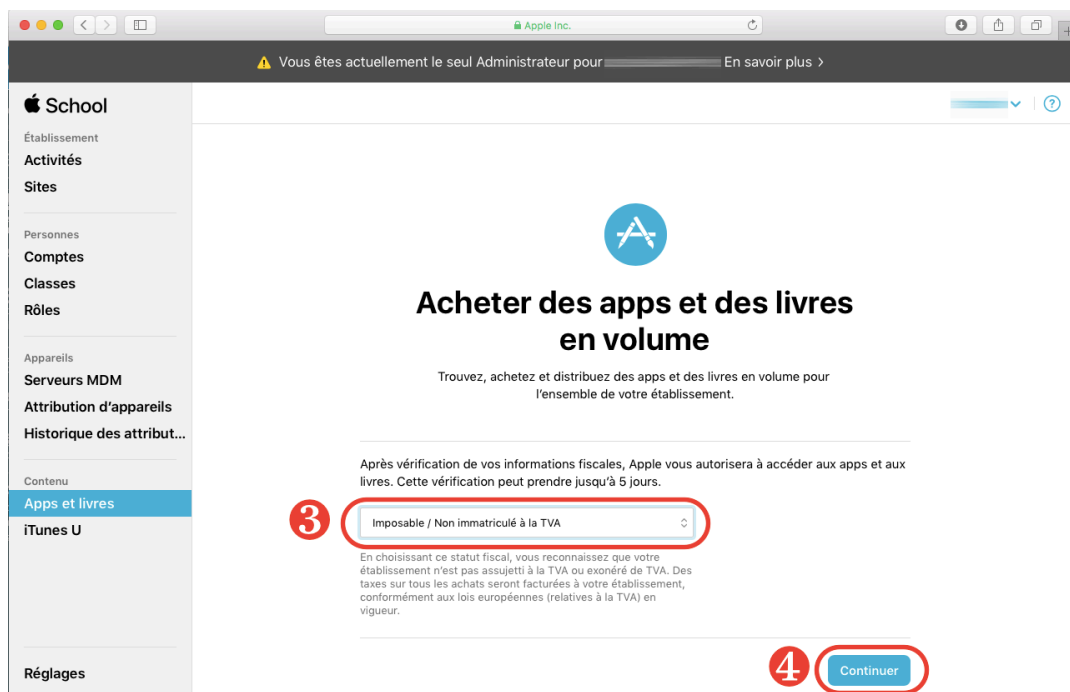 Apple Inc.
Vous êtes actuellement le seul Administrateur pour En savoir plus >
School
Établissement
Activités
Sites
Personnes
Comptes
Classes
Rôles
Appareils
Serveurs MDM
Attribution d'appareils
Historique des attribut...
Contenu
Apps et livres
iTunes U
Réglages
?
Acheter des apps et des livres
en volume
Trouvez, achetez et distribuez des apps et des livres en volume pour
l'ensemble de votre établissement.
Après vérification de vos informations fiscales, Apple vous autorisera à accéder aux apps et aux
livres. Cette vérification peut prendre jusqu'à 5 jours.
3
Imposable / Non immatriculé à la TVA
En choisissant ce statut fiscal, vous reconnaissez que votre
établissement n'est pas assujetti à la TVA ou exonéré de TVA. Des
taxes sur tous les achats seront facturées à votre établissement,
conformément aux lois européennes (relatives à la TVA) en
vigueur.
4
Continuer